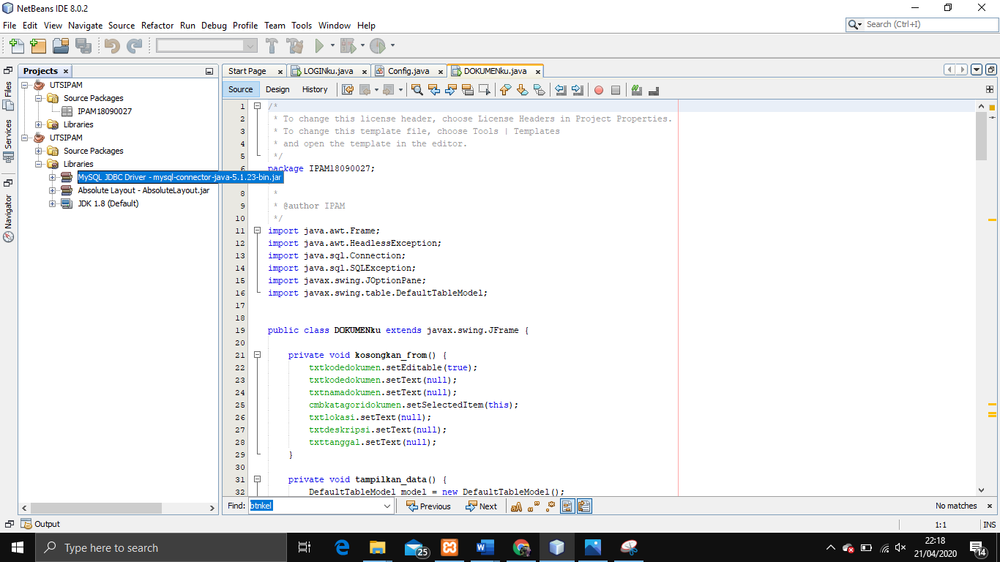 NetBeans IDE 8.0.2
File Edit View Navigate Source Refactor Run Debug Profile Team Tools Window Help
Search (Ctrl+I)
Projects
Files
Services
Navigator
UTSIPAM
Source Packages
IPAM18090027
Libraries
UTSIPAM
Source Packages
Libraries
MySQL JDBC Driver - mysql-connector-java-5.1.23-bin.jar
Absolute Layout - AbsoluteLayout.jar
JDK 1.8 (Default)
Start Page LOGINku.java Config.java DOKUMENku.java
Source Design History
1 /*
2 * To change this license header, choose License Headers in Project Properties.
3 * To change this template file, choose Tools | Templates
4 * and open the template in the editor.
5 */
6 package IPAM18090027;
8 *
9 * @author IPAM
10 */
11 import java.awt.Frame;
12 import java.awt.HeadlessException;
13 import java.sql.Connection;
14 import java.sql.SQLException;
15 import javax.swing.JOptionPane;
16 import javax.swing.table.DefaultTableModel;
17
18
19 public class DOKUMENku extends javax.swing.JFrame {
20
21 private void kosongkan_from() {
22 txtkodedokumen.setEditable(true);
23 txtkodedokumen.setText(null);
24 txtnamadokumen.setText(null);
25 cmbkatagoridokumen.setSelectedItem(this);
26 txtlokasi.setText(null);
27 txtdeskripsi.setText(null);
28 txttanggal.setText(null);
29 }
30
31 private void tampilkan_data() {
32 DefaultTableModel model = new DefaultTableModel();
Find: btnkel Previous Next No matches
Output 1:1 INS
Type here to search
25
22:18
21/04/2020
14